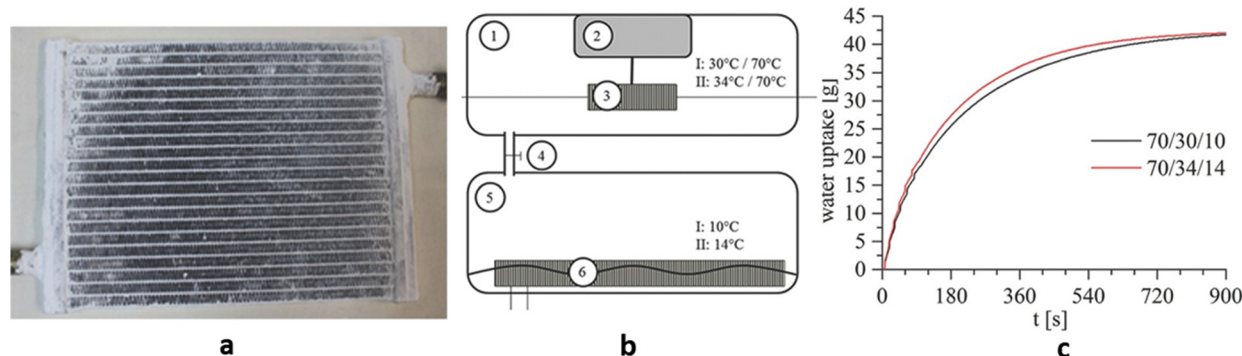 1
2
I: 30°C / 70°C
II: 34°C / 70°C
3
4
5
I: 10°C
II: 14°C
6
45
40
35
30
25
20
15
10
5
0
water uptake [g]
70/30/10
70/34/14
0 180 360 540 720 900
t [s]
a
b
c